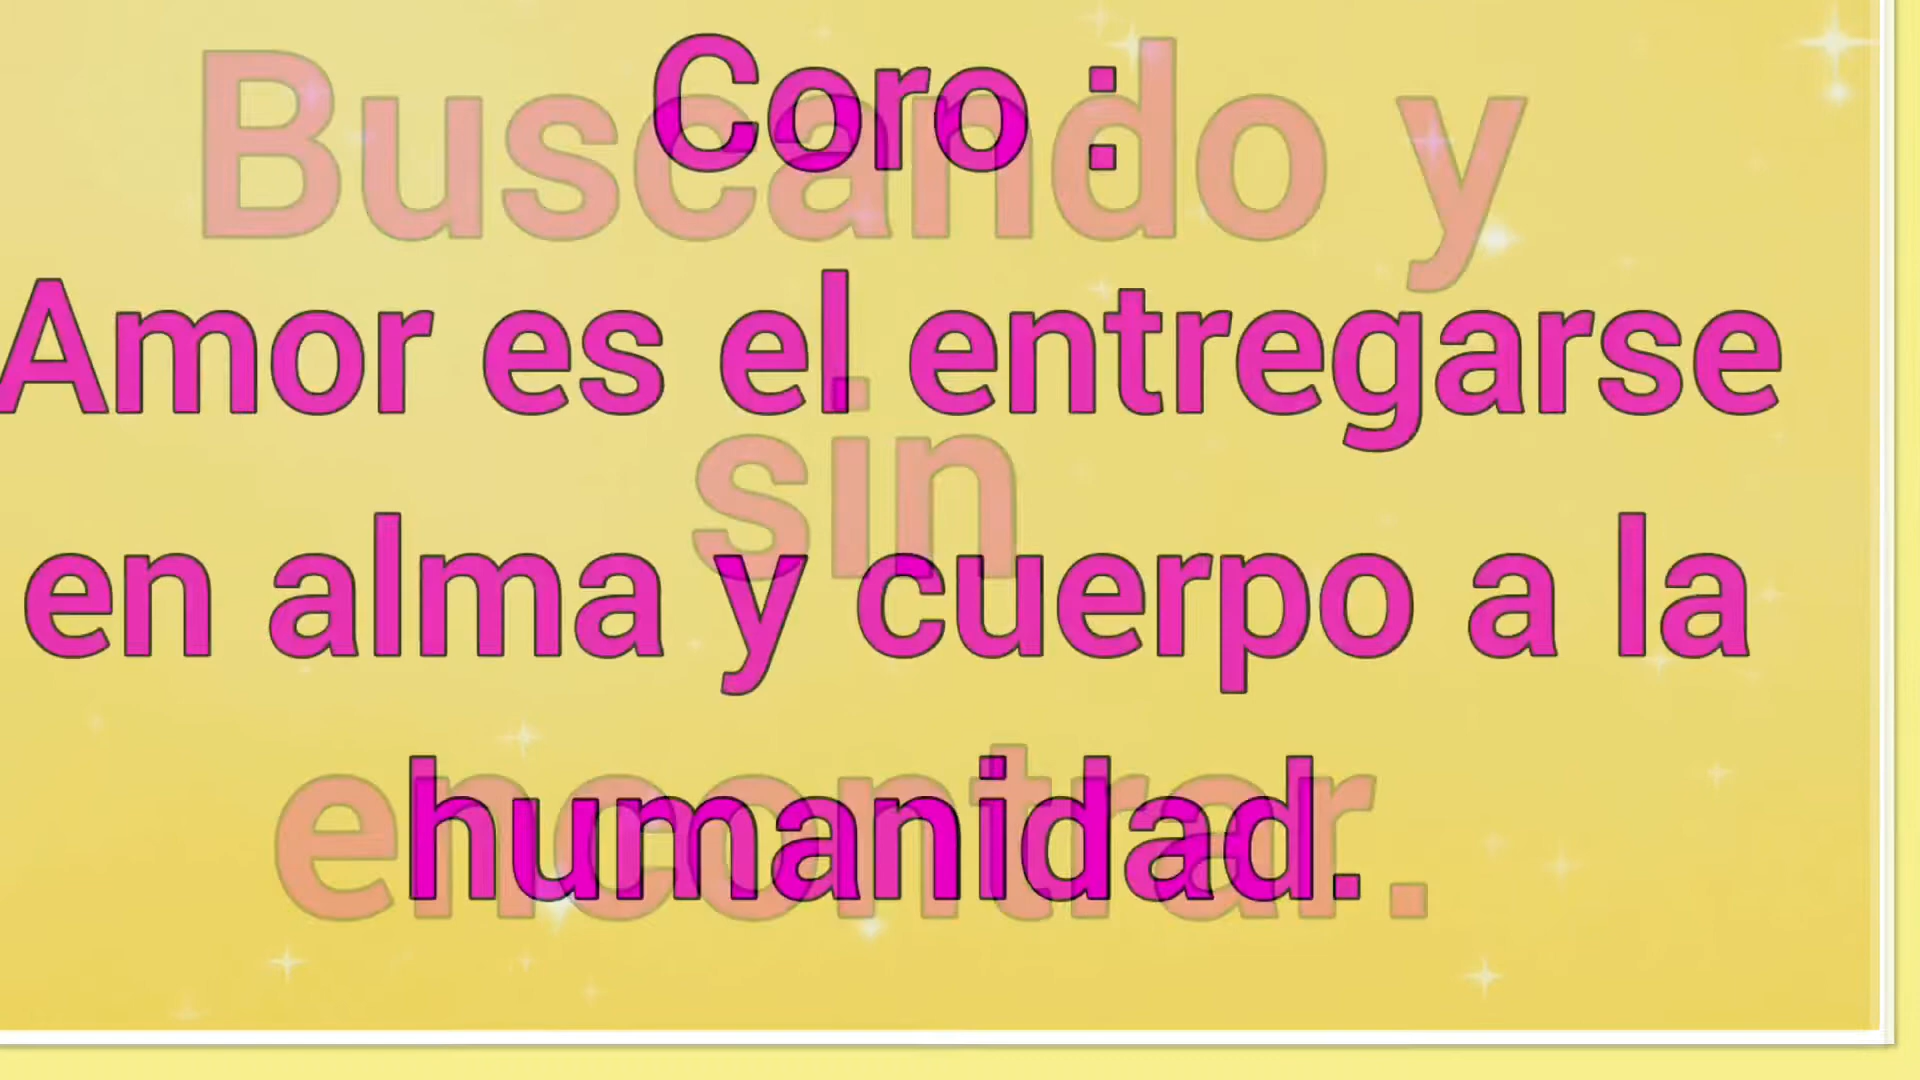 Buscando y
sin
encontrar.
Coro :
Amor es el entregarse
en alma y cuerpo a la
humanidad.